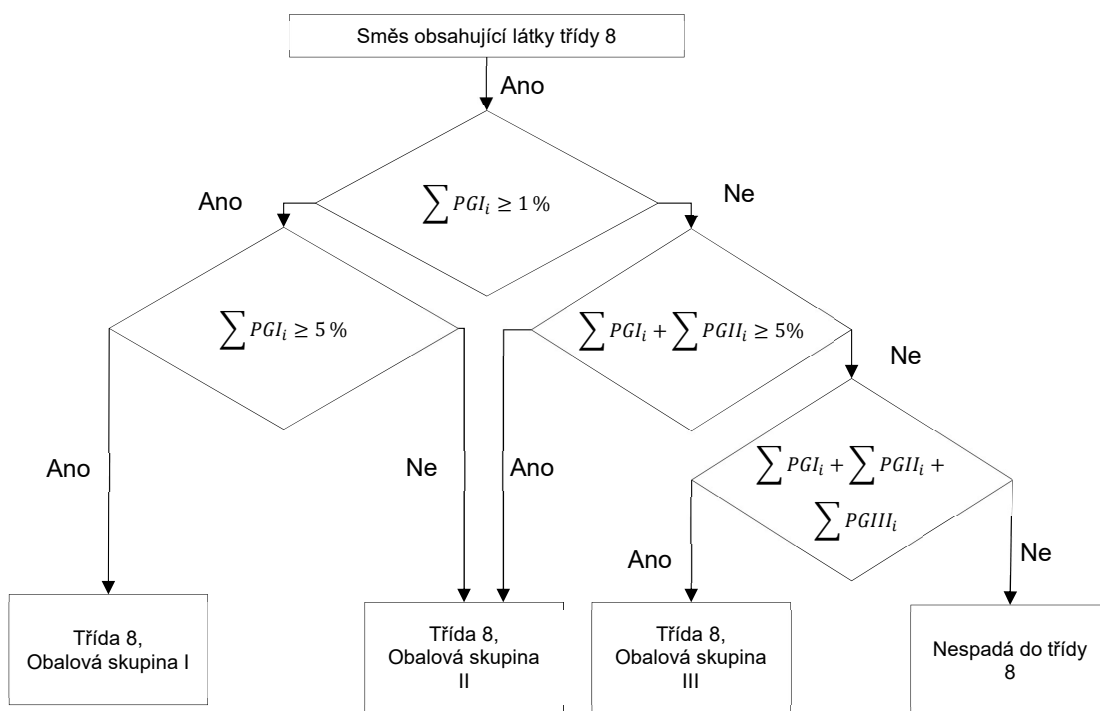 Směs obsahující látky třídy 8
Ano
∑ PGI_i ≥ 1 %
Ano
Ne
∑ PGI_i ≥ 5 %
∑ PGI_i + ∑ PGII_i ≥ 5%
Ne
Ano
Ne
Ano
∑ PGI_i + ∑ PGII_i +
∑ PGIII_i
Ano
Ne
Třída 8,
Obalová skupina I
Třída 8,
Obalová skupina
II
Třída 8,
Obalová skupina
III
Nespadá do třídy
8